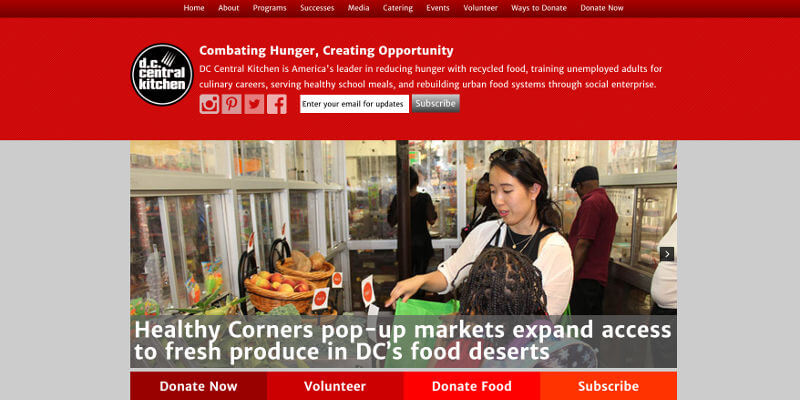 Home About Programs Successes Media Catering Events Volunteer Ways to Donate Donate Now
d.c.
central
kitchen
Combating Hunger, Creating Opportunity
DC Central Kitchen is America's leader in reducing hunger with recycled food, training unemployed adults for
culinary careers, serving healthy school meals, and rebuilding urban food systems through social enterprise.
Enter your email for updates Subscribe
Healthy Corners pop-up markets expand access
to fresh produce in DC’s food deserts
Donate Now Volunteer Donate Food Subscribe